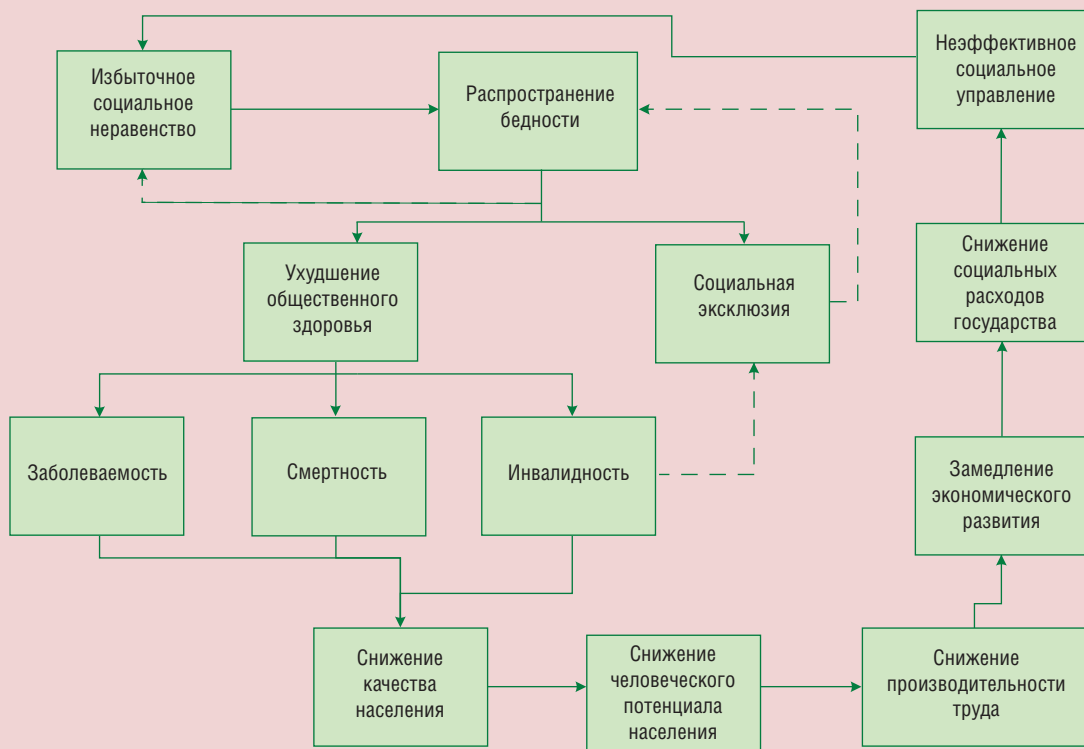 Избыточное
социальное
неравенство
Распространение
бедности
Неэффективное
социальное
управление
Ухудшение
общественного
здоровья
Социальная
эксклюзия
Снижение
социальных
расходов
государства
Заболеваемость
Смертность
Инвалидность
Замедление
экономического
развития
Снижение
качества
населения
Снижение
человеческого
потенциала
населения
Снижение
производительности
труда